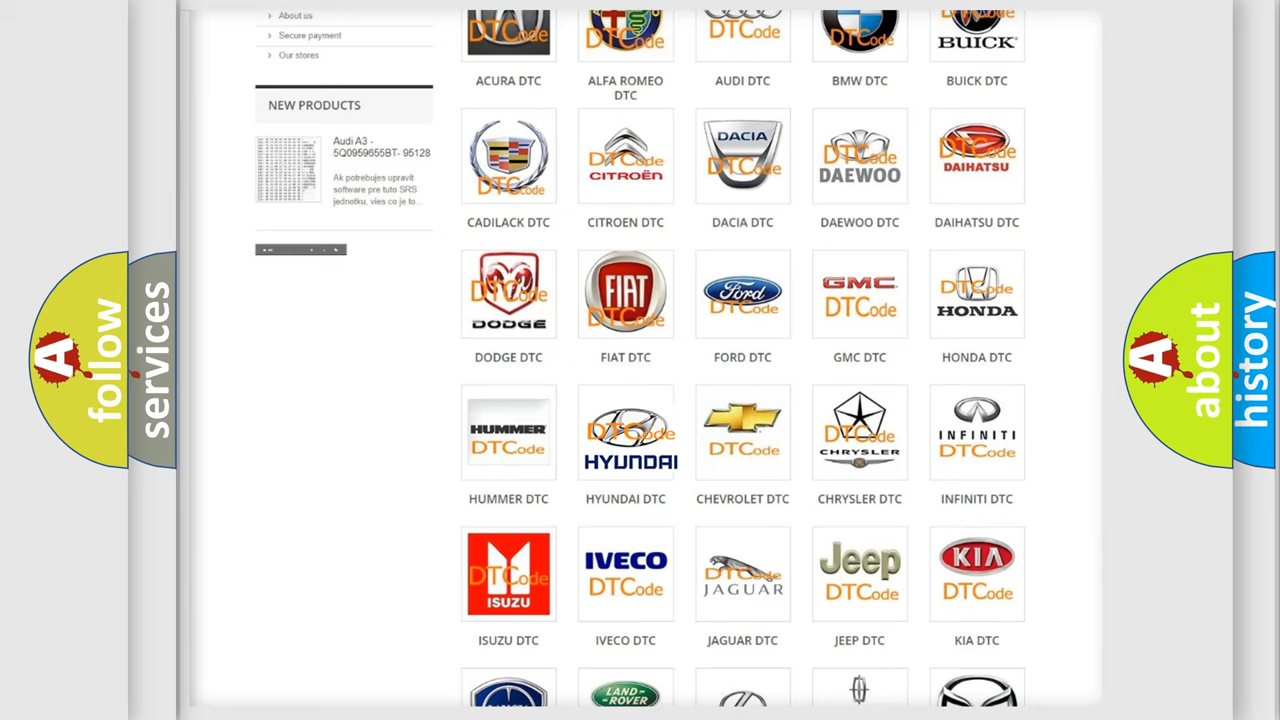 About us
Secure payment
Our stores
NEW PRODUCTS
Audi A3 -
5Q0959655BT- 95128
Ak potrebujes upravit
software pre tuto SRS
jednotku, vies co je to...
DTCode
DTCode
DTCode
DTCode
BUICK
ACURA DTC
ALFA ROMEO
DTC
AUDI DTC
BMW DTC
BUICK DTC
DTCode
DTCode
CITROËN
DACIA
DTCode
DTCode
DAEWOO
DTCode
DAIHATSU
CADILACK DTC
CITROEN DTC
DACIA DTC
DAEWOO DTC
DAIHATSU DTC
DTCode
DODGE
FIAT
DTCode
Ford
DTCode
GMC
DTCode
DTCode
HONDA
DODGE DTC
FIAT DTC
FORD DTC
GMC DTC
HONDA DTC
HUMMER
DTCode
DTCode
HYUNDAI
DTCode
DTCode
CHRYSLER
INFINITI
DTCode
HUMMER DTC
HYUNDAI DTC
CHEVROLET DTC
CHRYSLER DTC
INFINITI DTC
DTCode
ISUZU
IVECO
DTCode
DTCode
JAGUAR
Jeep
DTCode
KIA
DTCode
ISUZU DTC
IVECO DTC
JAGUAR DTC
JEEP DTC
KIA DTC
LAND-
ROVER
A follow
services
A about
history